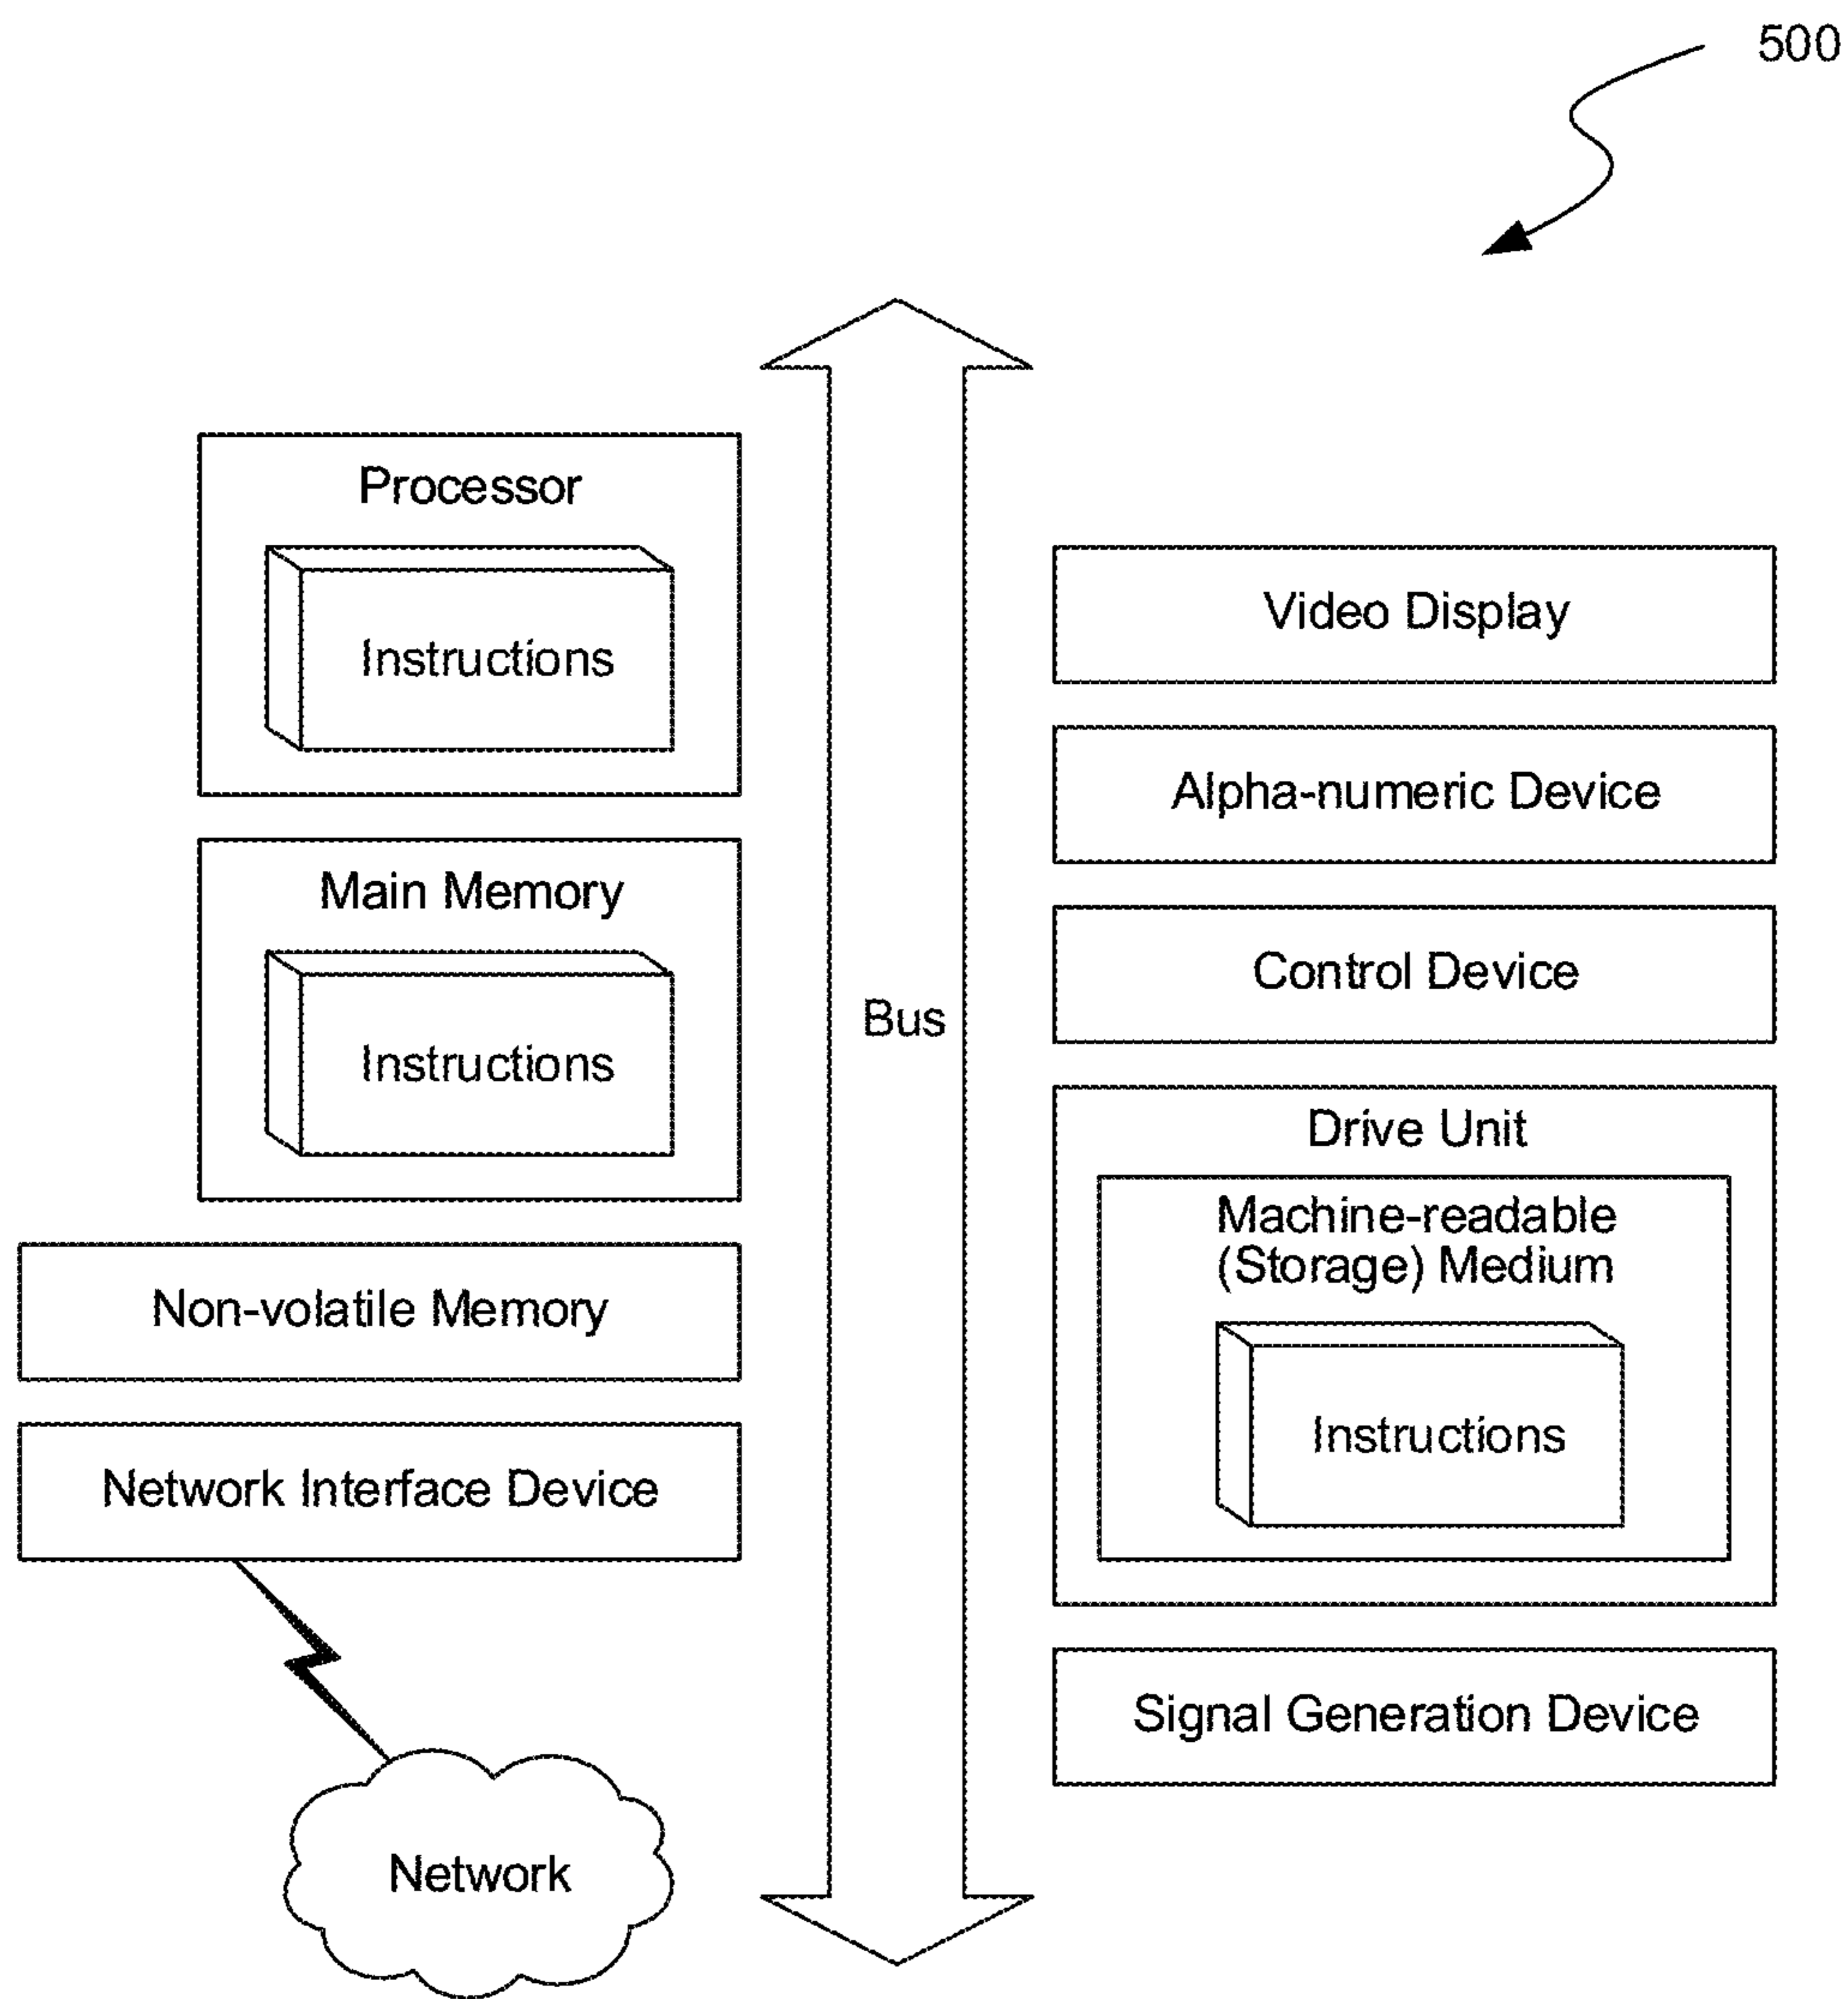 500
Processor
Instructions
Main Memory
Instructions
Non-volatile Memory
Network Interface Device
Network
Bus
Video Display
Alpha-numeric Device
Control Device
Drive Unit
Machine-readable
(Storage) Medium
Instructions
Signal Generation Device